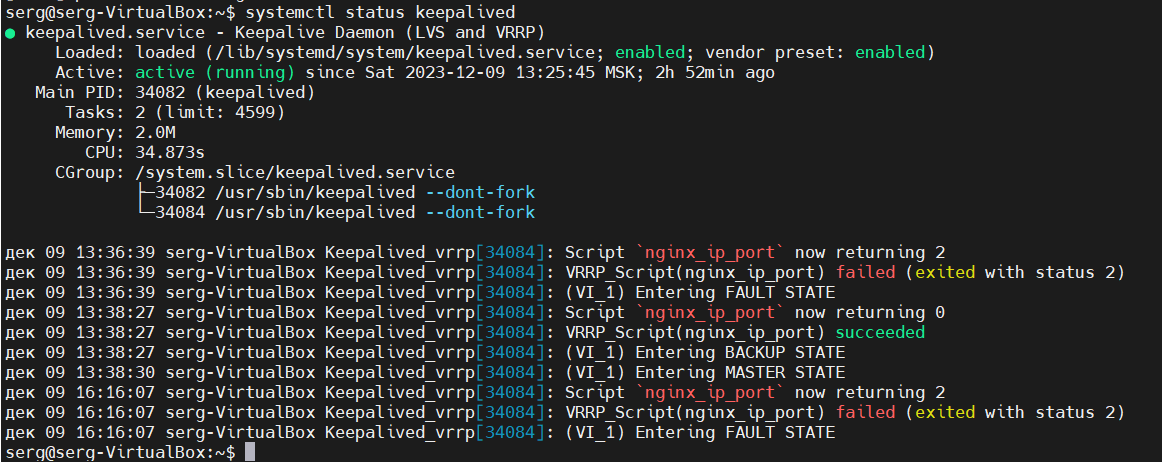 serg@serg-VirtualBox:~$ systemctl status keepalived
● keepalived.service - Keepalive Daemon (LVS and VRRP)
Loaded: loaded (/lib/systemd/system/keepalived.service; enabled; vendor preset: enabled)
Active: active (running) since Sat 2023-12-09 13:25:45 MSK; 2h 52min ago
Main PID: 34082 (keepalived)
Tasks: 2 (limit: 4599)
Memory: 2.0M
CPU: 34.873s
CGroup: /system.slice/keepalived.service
├─34082 /usr/sbin/keepalived --dont-fork
└─34084 /usr/sbin/keepalived --dont-fork
дек 09 13:36:39 serg-VirtualBox Keepalived_vrrp[34084]: Script `nginx_ip_port` now returning 2
дек 09 13:36:39 serg-VirtualBox Keepalived_vrrp[34084]: VRRP_Script(nginx_ip_port) failed (exited with status 2)
дек 09 13:36:39 serg-VirtualBox Keepalived_vrrp[34084]: (VI_1) Entering FAULT STATE
дек 09 13:38:27 serg-VirtualBox Keepalived_vrrp[34084]: Script `nginx_ip_port` now returning 0
дек 09 13:38:27 serg-VirtualBox Keepalived_vrrp[34084]: VRRP_Script(nginx_ip_port) succeeded
дек 09 13:38:27 serg-VirtualBox Keepalived_vrrp[34084]: (VI_1) Entering BACKUP STATE
дек 09 13:38:30 serg-VirtualBox Keepalived_vrrp[34084]: (VI_1) Entering MASTER STATE
дек 09 16:16:07 serg-VirtualBox Keepalived_vrrp[34084]: Script `nginx_ip_port` now returning 2
дек 09 16:16:07 serg-VirtualBox Keepalived_vrrp[34084]: VRRP_Script(nginx_ip_port) failed (exited with status 2)
дек 09 16:16:07 serg-VirtualBox Keepalived_vrrp[34084]: (VI_1) Entering FAULT STATE
serg@serg-VirtualBox:~$